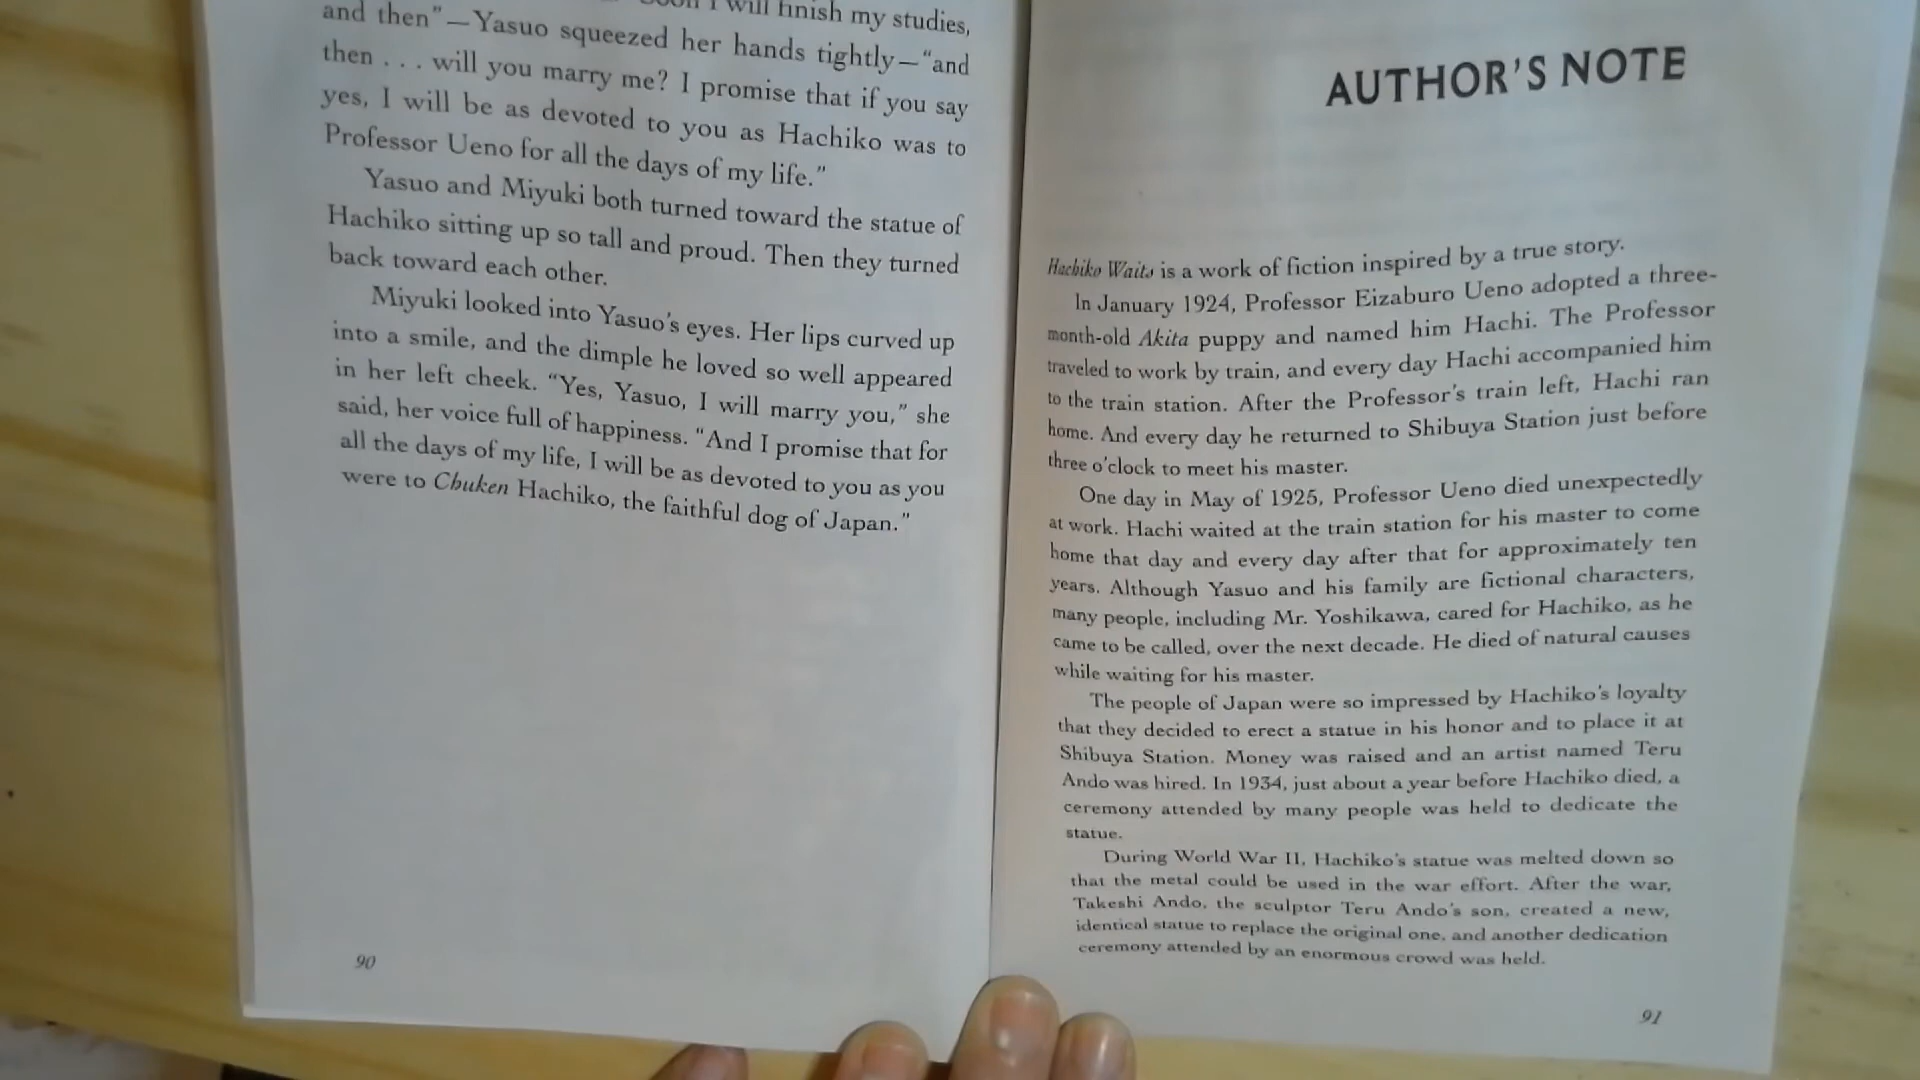 Soon I will finish my studies,
and then”—Yasuo squeezed her hands tightly—“and
then . . . will you marry me? I promise that if you say
yes, I will be as devoted to you as Hachiko was to
Professor Ueno for all the days of my life.”
Yasuo and Miyuki both turned toward the statue of
Hachiko sitting up so tall and proud. Then they turned
back toward each other.
Miyuki looked into Yasuo’s eyes. Her lips curved up
into a smile, and the dimple he loved so well appeared
in her left cheek. “Yes, Yasuo, I will marry you,” she
said, her voice full of happiness. “And I promise that for
all the days of my life, I will be as devoted to you as you
were to Chuken Hachiko, the faithful dog of Japan.”
90
AUTHOR’S NOTE
Hachiko Waits is a work of fiction inspired by a true story.
In January 1924, Professor Eizaburo Ueno adopted a three-
month-old Akita puppy and named him Hachi. The Professor
traveled to work by train, and every day Hachi accompanied him
to the train station. After the Professor’s train left, Hachi ran
home. And every day he returned to Shibuya Station just before
three o’clock to meet his master.
One day in May of 1925, Professor Ueno died unexpectedly
at work. Hachi waited at the train station for his master to come
home that day and every day after that for approximately ten
years. Although Yasuo and his family are fictional characters,
many people, including Mr. Yoshikawa, cared for Hachiko, as he
came to be called, over the next decade. He died of natural causes
while waiting for his master.
The people of Japan were so impressed by Hachiko’s loyalty
that they decided to erect a statue in his honor and to place it at
Shibuya Station. Money was raised and an artist named Teru
Ando was hired. In 1934, just about a year before Hachiko died, a
ceremony attended by many people was held to dedicate the
statue.
During World War II, Hachiko’s statue was melted down so
that the metal could be used in the war effort. After the war,
Takeshi Ando, the sculptor Teru Ando’s son, created a new,
identical statue to replace the original one, and another dedication
ceremony attended by an enormous crowd was held.
91